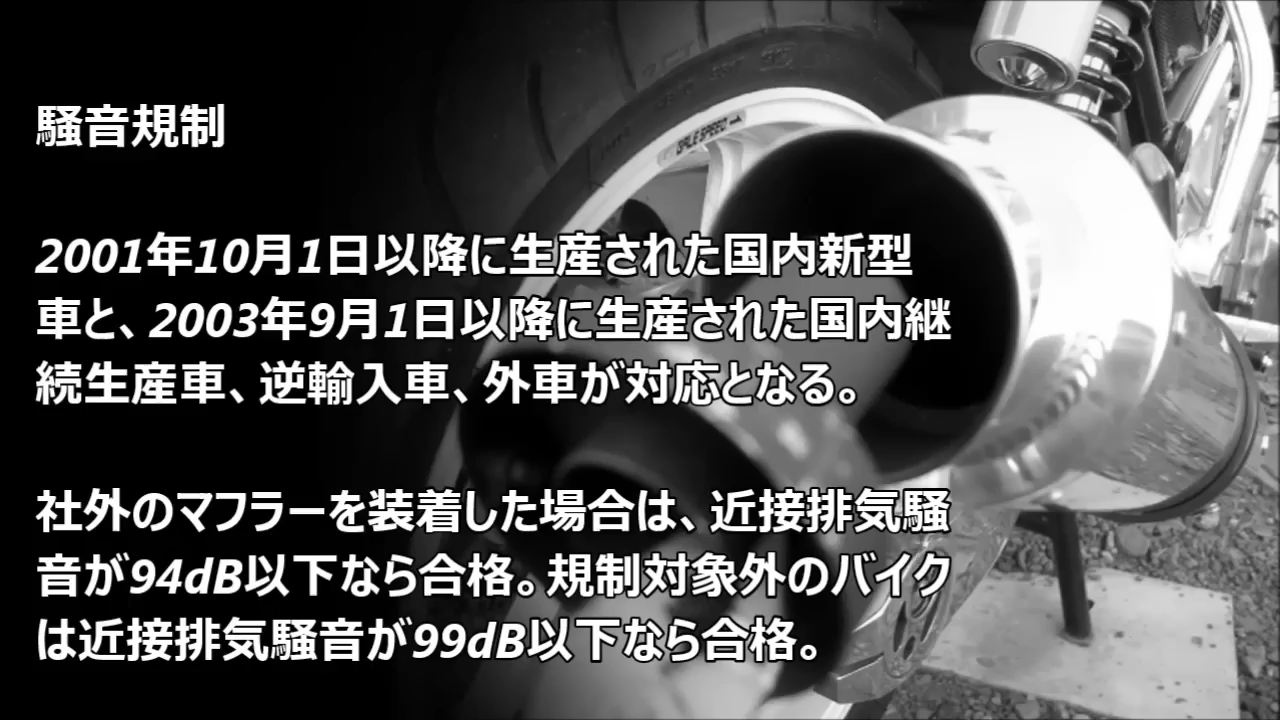 騒音規制
GALE SPEED
2001年10月1日以降に生産された国内新型
車と、2003年9月1日以降に生産された国内継
続生産車、逆輸入車、外車が対応となる。
社外のマフラーを装着した場合は、近接排気騒
音が94dB以下なら合格。規制対象外のバイク
は近接排気騒音が99dB以下なら合格。